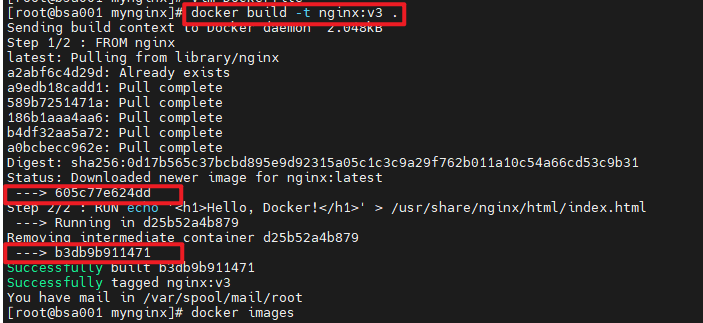 [root@bsa001 mynginx]# vim Dockerfile
[root@bsa001 mynginx]# docker build -t nginx:v3 .
Sending build context to Docker daemon  2.048kB
Step 1/2 : FROM nginx
latest: Pulling from library/nginx
a2abf6c4d29d: Already exists
a9edb18cadd1: Pull complete
589b7251471a: Pull complete
186b1aaa4aa6: Pull complete
b4df32aa5a72: Pull complete
a0bcbecc962e: Pull complete
Digest: sha256:0d17b565c37bcbd895e9d92315a05c1c3c9a29f762b011a10c54a66cd53c9b31
Status: Downloaded newer image for nginx:latest
 ---> 605c77e624dd
Step 2/2 : RUN echo '<h1>Hello, Docker!</h1>' > /usr/share/nginx/html/index.html
 ---> Running in d25b52a4b879
Removing intermediate container d25b52a4b879
 ---> b3db9b911471
Successfully built b3db9b911471
Successfully tagged nginx:v3
You have mail in /var/spool/mail/root
[root@bsa001 mynginx]# docker images